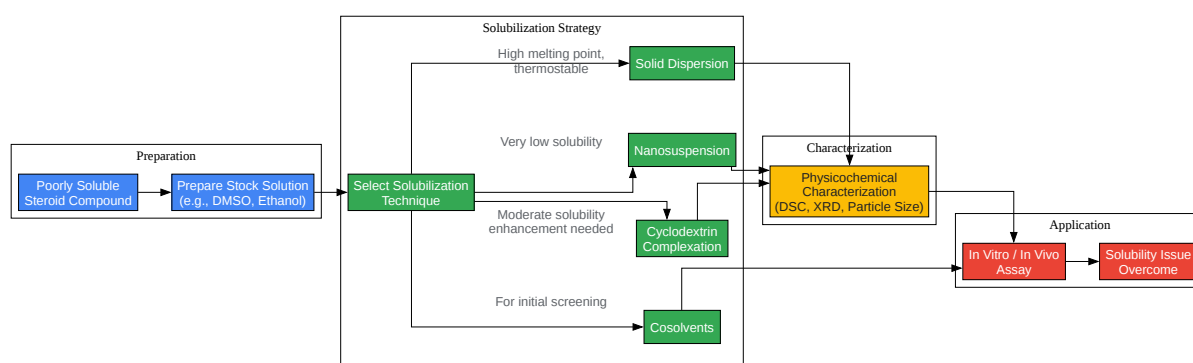 Solubilization Strategy
High melting point,
thermostable
Solid Dispersion
Very low solubility
Nanosuspension
Preparation
Characterization
Poorly Soluble
Steroid Compound
Prepare Stock Solution
(e.g., DMSO, Ethanol)
Select Solubilization
Technique
Physicochemical
Characterization
(DSC, XRD, Particle Size)
Moderate solubility
enhancement needed
Cyclodextrin
Complexation
Application
In Vitro / In Vivo
Assay
Solubility Issue
Overcome
For initial screening
Cosolvents